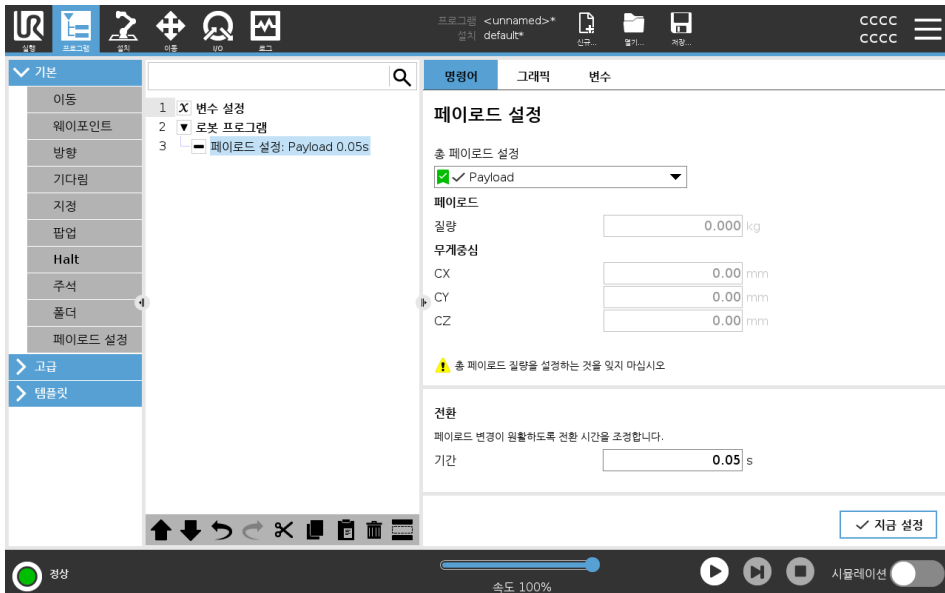 UR
프로그램 <unnamed>*
설치 default*
cccc
cccc
실행 프로그램 설치 이동 I/O 로그
신규... 열기... 저장...
기본
이동
웨이포인트
방향
기다림
지정
팝업
Halt
주석
폴더
페이로드 설정
고급
템플릿
1 X 변수 설정
2 로봇 프로그램
3 페이로드 설정: Payload 0.05s
명령어 그래픽 변수
페이로드 설정
총 페이로드 설정
Payload
페이로드
질량 0.000 kg
무게중심
CX 0.00 mm
CY 0.00 mm
CZ 0.00 mm
총 페이로드 질량을 설정하는 것을 잊지 마십시오
전환
페이로드 변경이 원활하도록 전환 시간을 조정합니다.
기간 0.05 s
지금 설정
정상
속도 100%
시뮬레이션